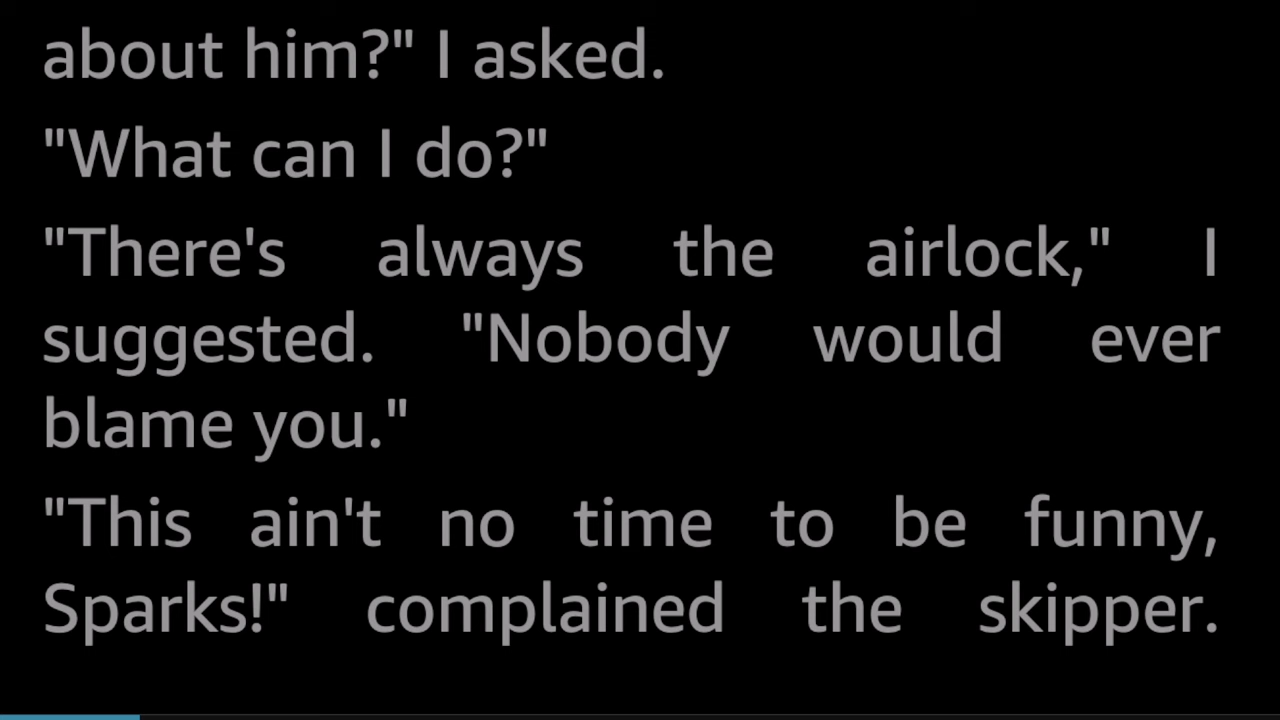 about him?" I asked.
"What can I do?"
"There's always the airlock," I
suggested. "Nobody would ever
blame you."
"This ain't no time to be funny,
Sparks!" complained the skipper.